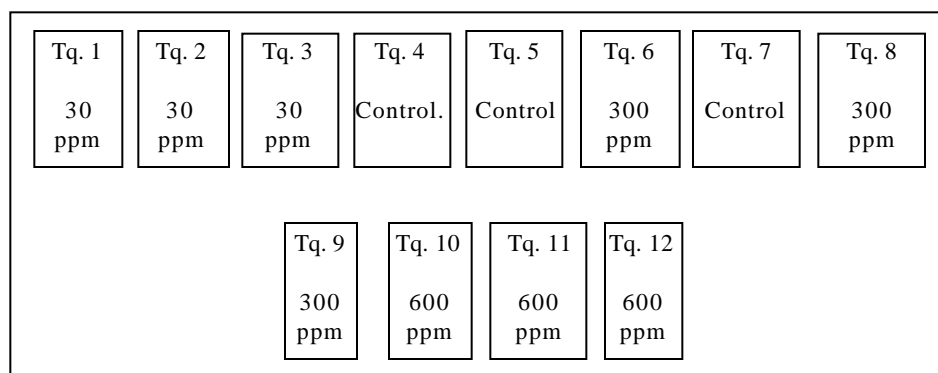 Tq. 1 Tq. 2 Tq. 3 Tq. 4 Tq. 5 Tq. 6 Tq. 7 Tq. 8
30 30 30 Control. Control 300 Control 300
ppm ppm ppm ppm ppm
Tq. 9 Tq. 10 Tq. 11 Tq. 12
300 600 600 600
ppm ppm ppm ppm